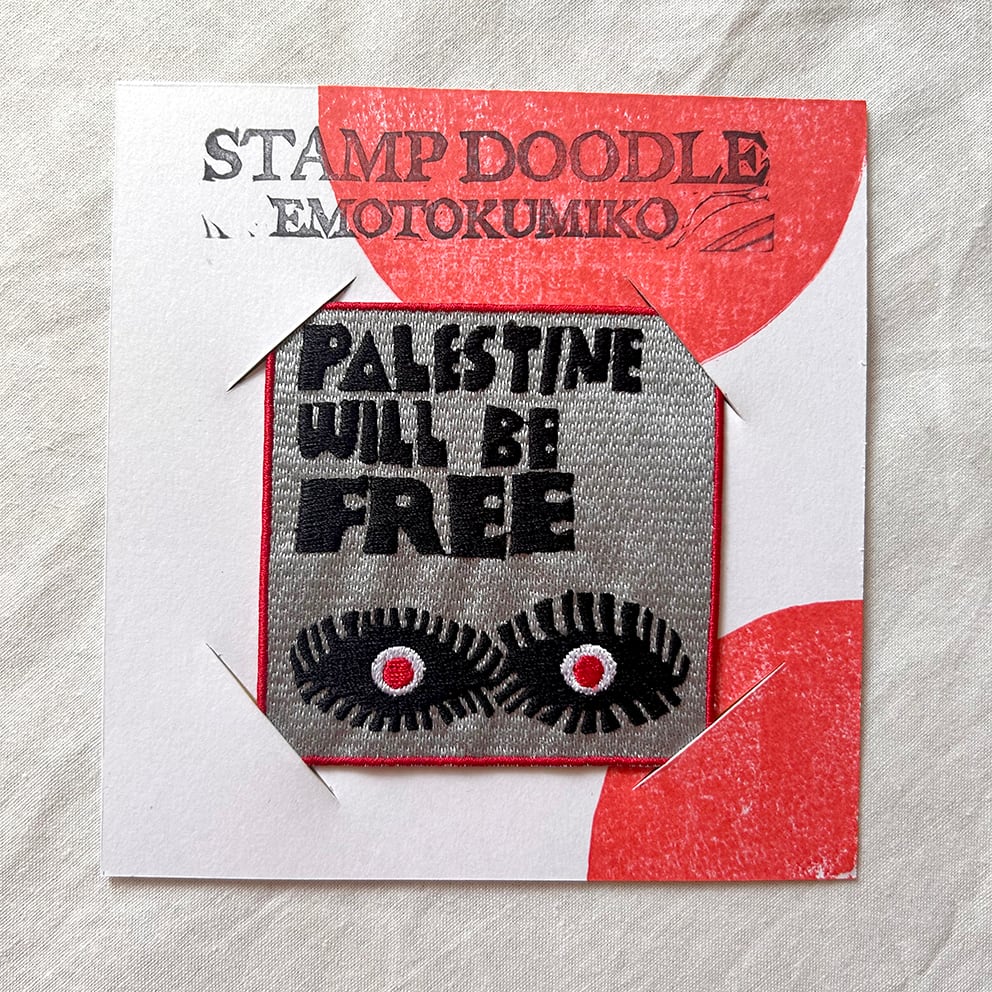 STAMP DOODLE
EMOTOKUMIKO
PALESTINE
WILL BE
FREE